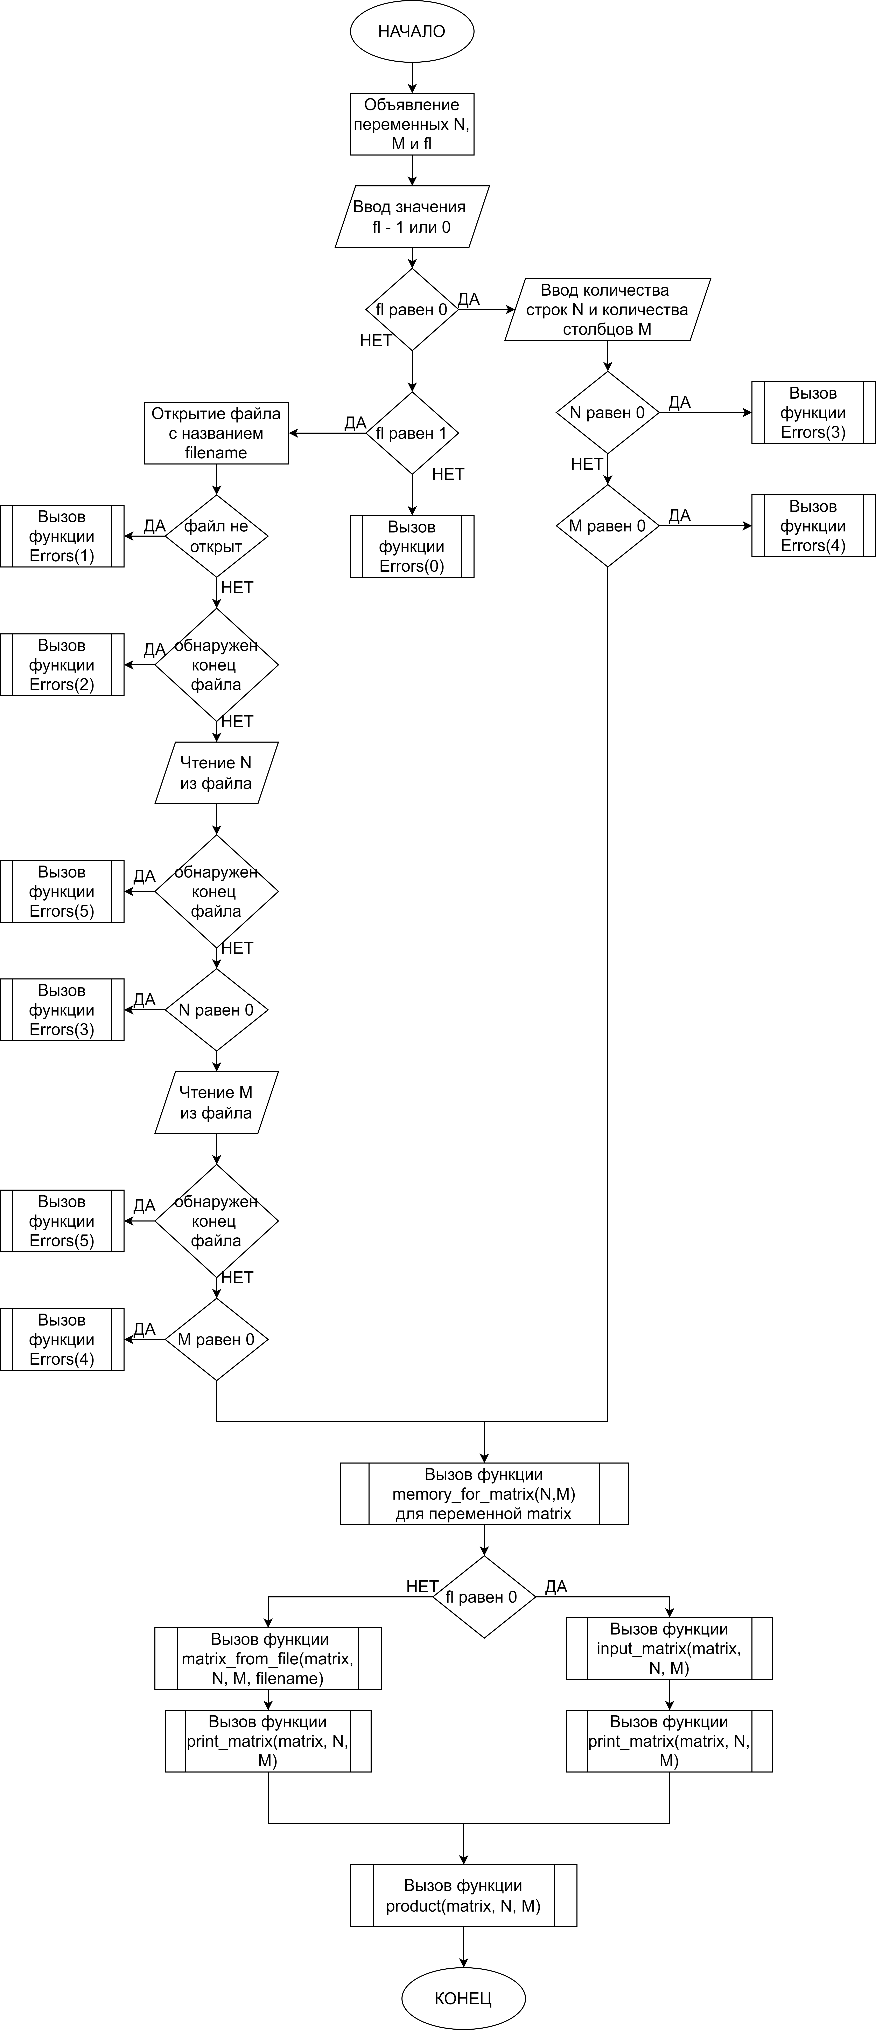 НАЧАЛО
Объявление
переменных N,
M и fl
Ввод значения
fl - 1 или 0
fl равен 0
ДА
НЕТ
Ввод количества
строк N и количества
столбцов M
N равен 0
ДА
НЕТ
Вызов
функции
Errors(3)
M равен 0
ДА
Вызов
функции
Errors(4)
fl равен 1
ДА
НЕТ
Вызов
функции
Errors(0)
Открытие файла
с названием
filename
файл не
открыт
ДА
НЕТ
Вызов
функции
Errors(1)
обнаружен
конец
файла
ДА
НЕТ
Вызов
функции
Errors(2)
Чтение N
из файла
обнаружен
конец
файла
ДА
НЕТ
Вызов
функции
Errors(5)
N равен 0
ДА
Вызов
функции
Errors(3)
Чтение M
из файла
обнаружен
конец
файла
ДА
НЕТ
Вызов
функции
Errors(5)
M равен 0
ДА
Вызов
функции
Errors(4)
Вызов функции
memory_for_matrix(N,M)
для переменной matrix
fl равен 0
НЕТ
ДА
Вызов функции
matrix_from_file(matrix,
N, M, filename)
Вызов функции
print_matrix(matrix, N,
M)
Вызов функции
input_matrix(matrix,
N, M)
Вызов функции
print_matrix(matrix, N,
M)
Вызов функции
product(matrix, N, M)
КОНЕЦ